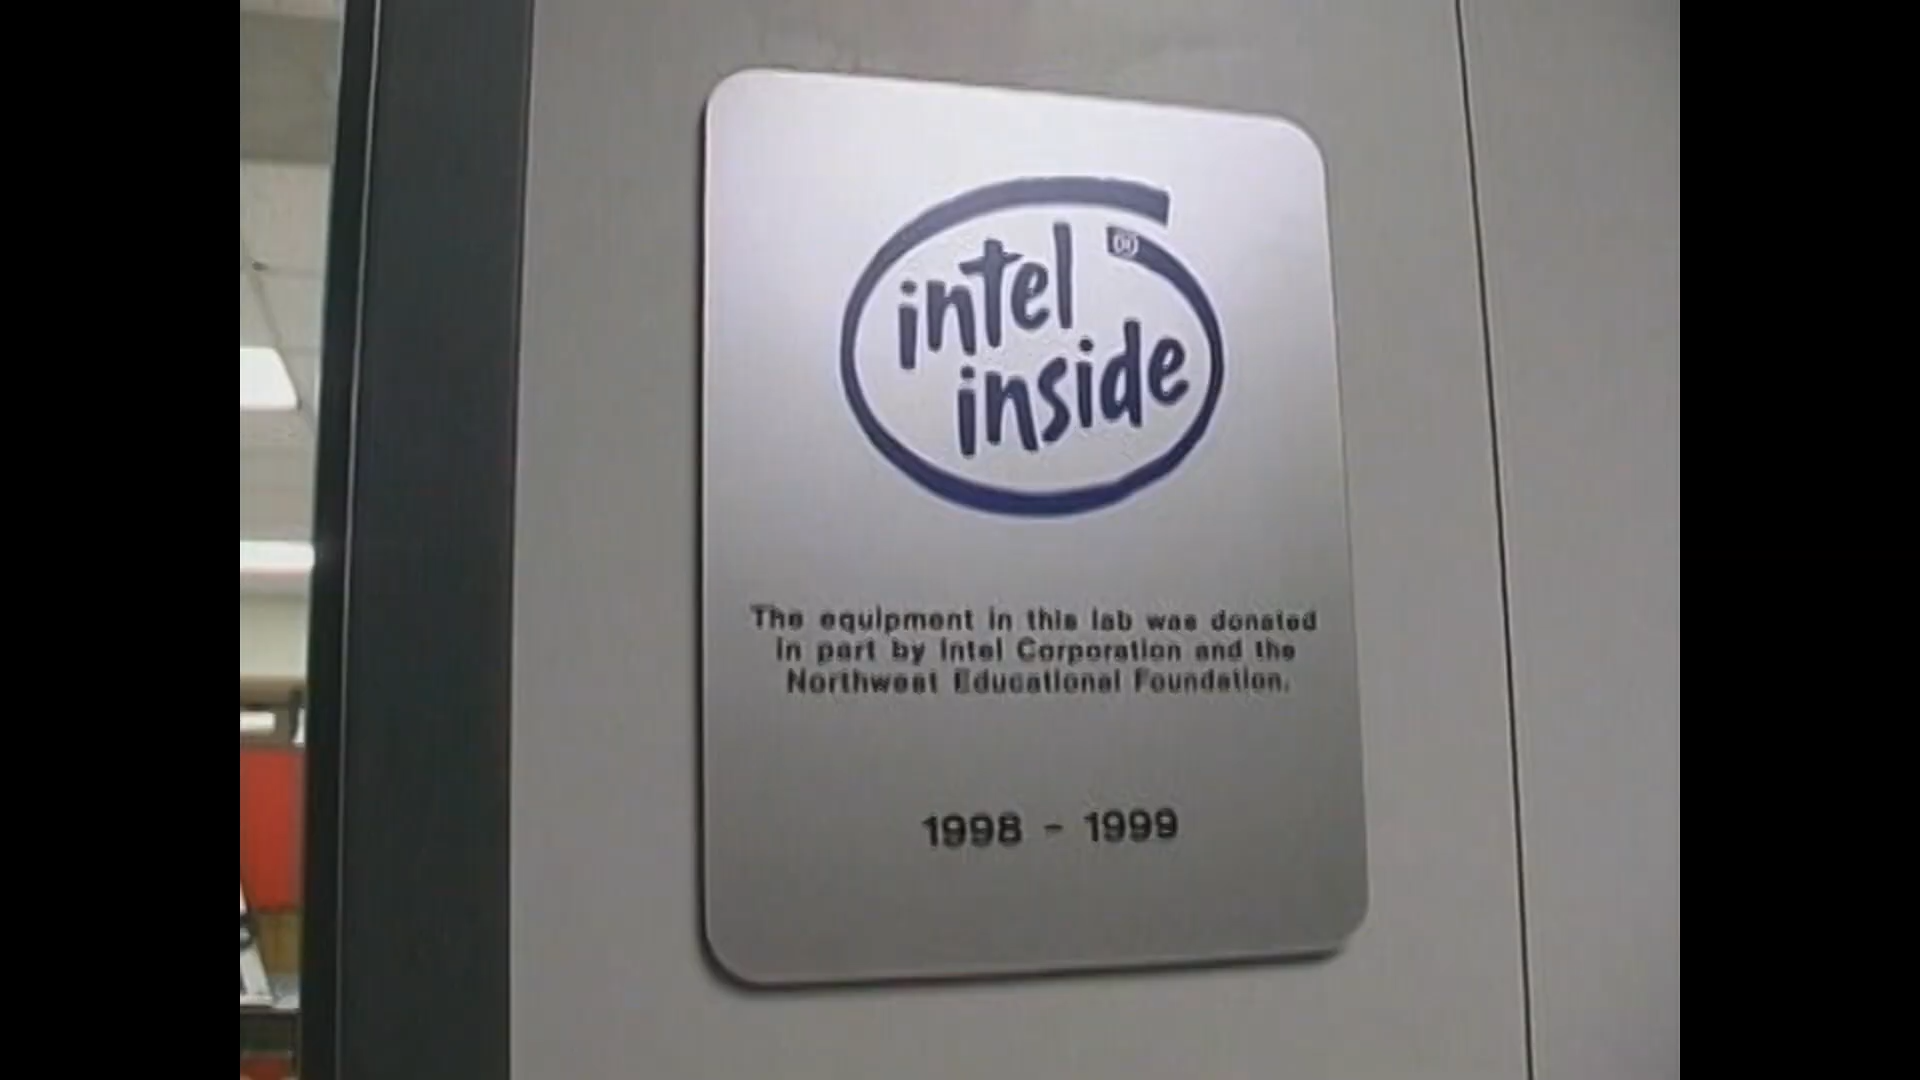 intel
inside
The equipment in this lab was donated
in part by Intel Corporation and the
Northwest Educational Foundation.
1998 - 1999